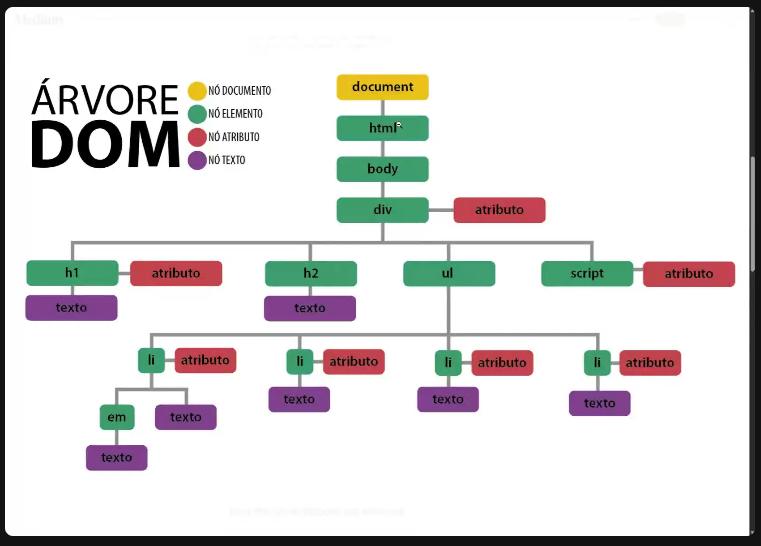 Medium
ÁRVORE
DOM
NÓ DOCUMENTO
NÓ ELEMENTO
NÓ ATRIBUTO
NÓ TEXTO
document
html
body
div
atributo
h1
atributo
h2
ul
script
atributo
texto
texto
li
atributo
li
atributo
li
atributo
li
atributo
em
texto
texto
texto
texto
texto